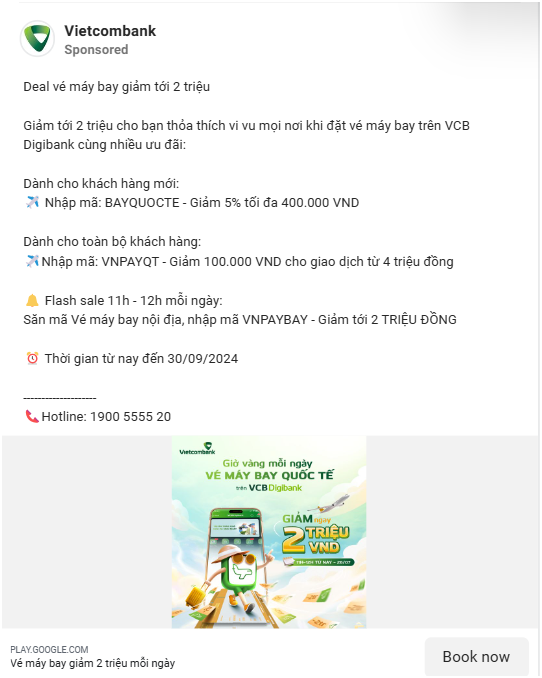 Vietcombank
Sponsored
Deal vé máy bay giảm tới 2 triệu
Giảm tới 2 triệu cho bạn thỏa thích vi vu mọi nơi khi đặt vé máy bay trên VCB
Digibank cùng nhiều ưu đãi:
Dành cho khách hàng mới:
✈️ Nhập mã: BAYQUOCTE - Giảm 5% tối đa 400.000 VND
Dành cho toàn bộ khách hàng:
✈️Nhập mã: VNPAYQT - Giảm 100.000 VND cho giao dịch từ 4 triệu đồng
🔔 Flash sale 11h - 12h mỗi ngày:
Săn mã Vé máy bay nội địa, nhập mã VNPAYBAY - Giảm tới 2 TRIỆU ĐỒNG
⏰ Thời gian từ nay đến 30/09/2024
-------------------
📞Hotline: 1900 5555 20
Vietcombank
Giờ vàng mỗi ngày
VÉ MÁY BAY QUỐC TẾ
trên VCB Digibank
GIẢM ngay
2 TRIỆU
VND
PLAY.GOOGLE.COM
Vé máy bay giảm 2 triệu mỗi ngày
Book now